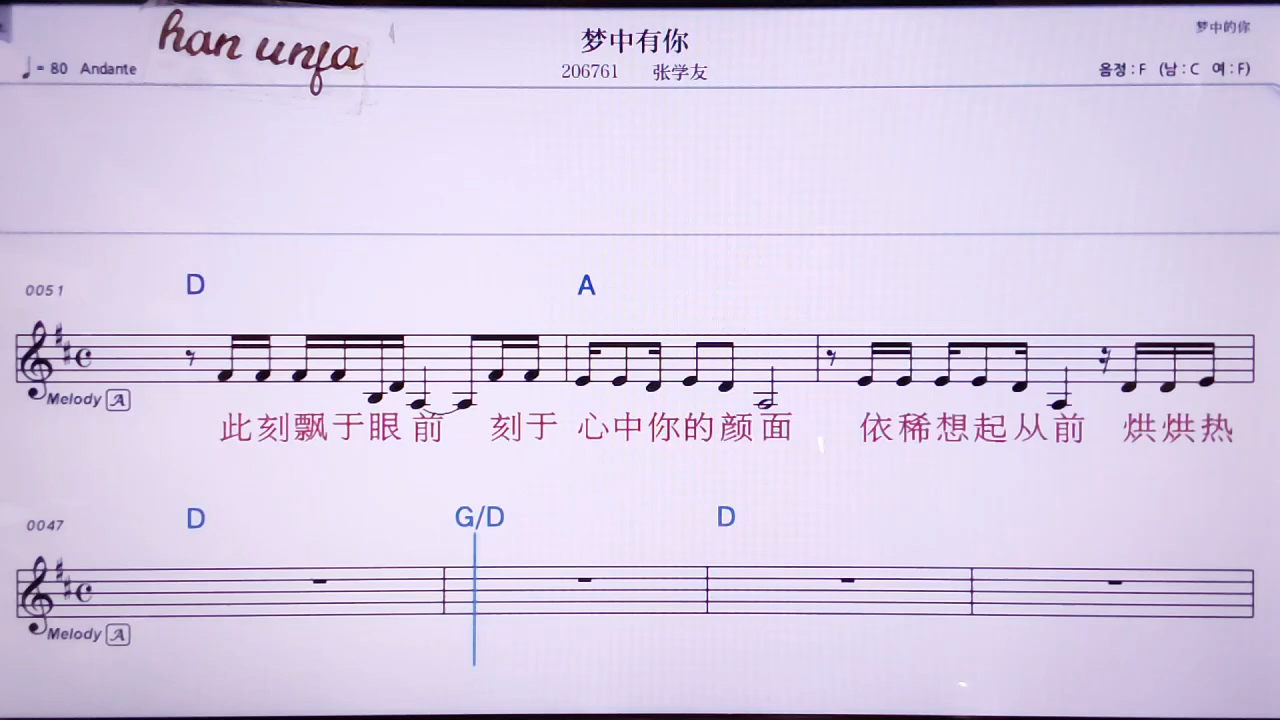 han unfa
梦中有你
梦中的你
♩= 80 Andante
206761 张学友
음정 : F (남 : C 여 : F)
0051
D A
Melody A
此刻飘于眼前 刻于 心中你的颜面 依稀想起从前 烘烘热
0047
D G/D D
Melody A